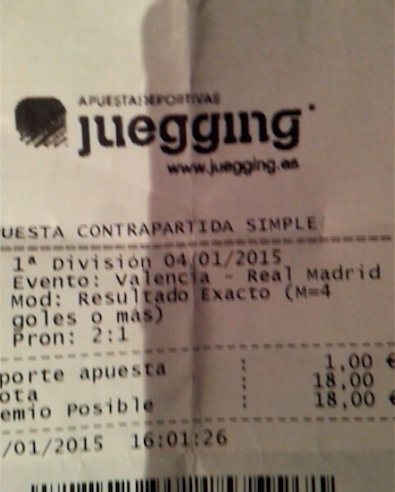 APUESTAS DEPORTIVAS
juegging
www.juegging.es
UESTA CONTRAPARTIDA SIMPLE
1ª División 04/01/2015
Evento: Valencia - Real Madrid
Mod: Resultado Exacto (M=4
goles o más)
Pron: 2:1
porte apuesta : 1,00 €
ota : 18,00
emio Posible : 18,00 €
/01/2015 16:01:26